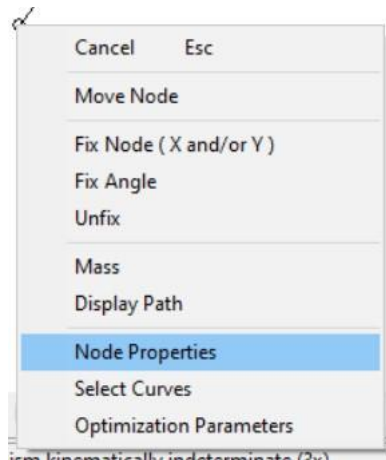 Cancel Esc
Move Node
Fix Node ( X and/or Y )
Fix Angle
Unfix
Mass
Display Path
Node Properties
Select Curves
Optimization Parameters
ism kinematically indeterminate (3x)